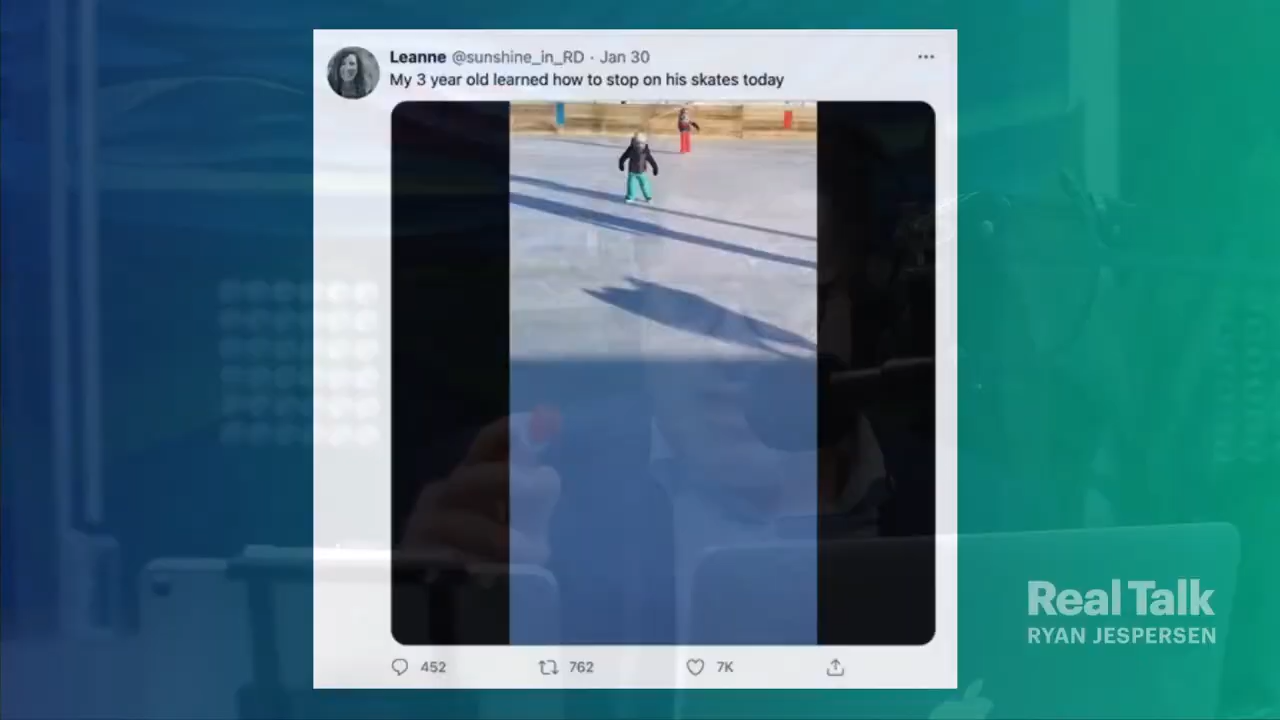 Leanne @sunshine_in_RD · Jan 30
My 3 year old learned how to stop on his skates today
452 762 7K
Real Talk
RYAN JESPERSEN